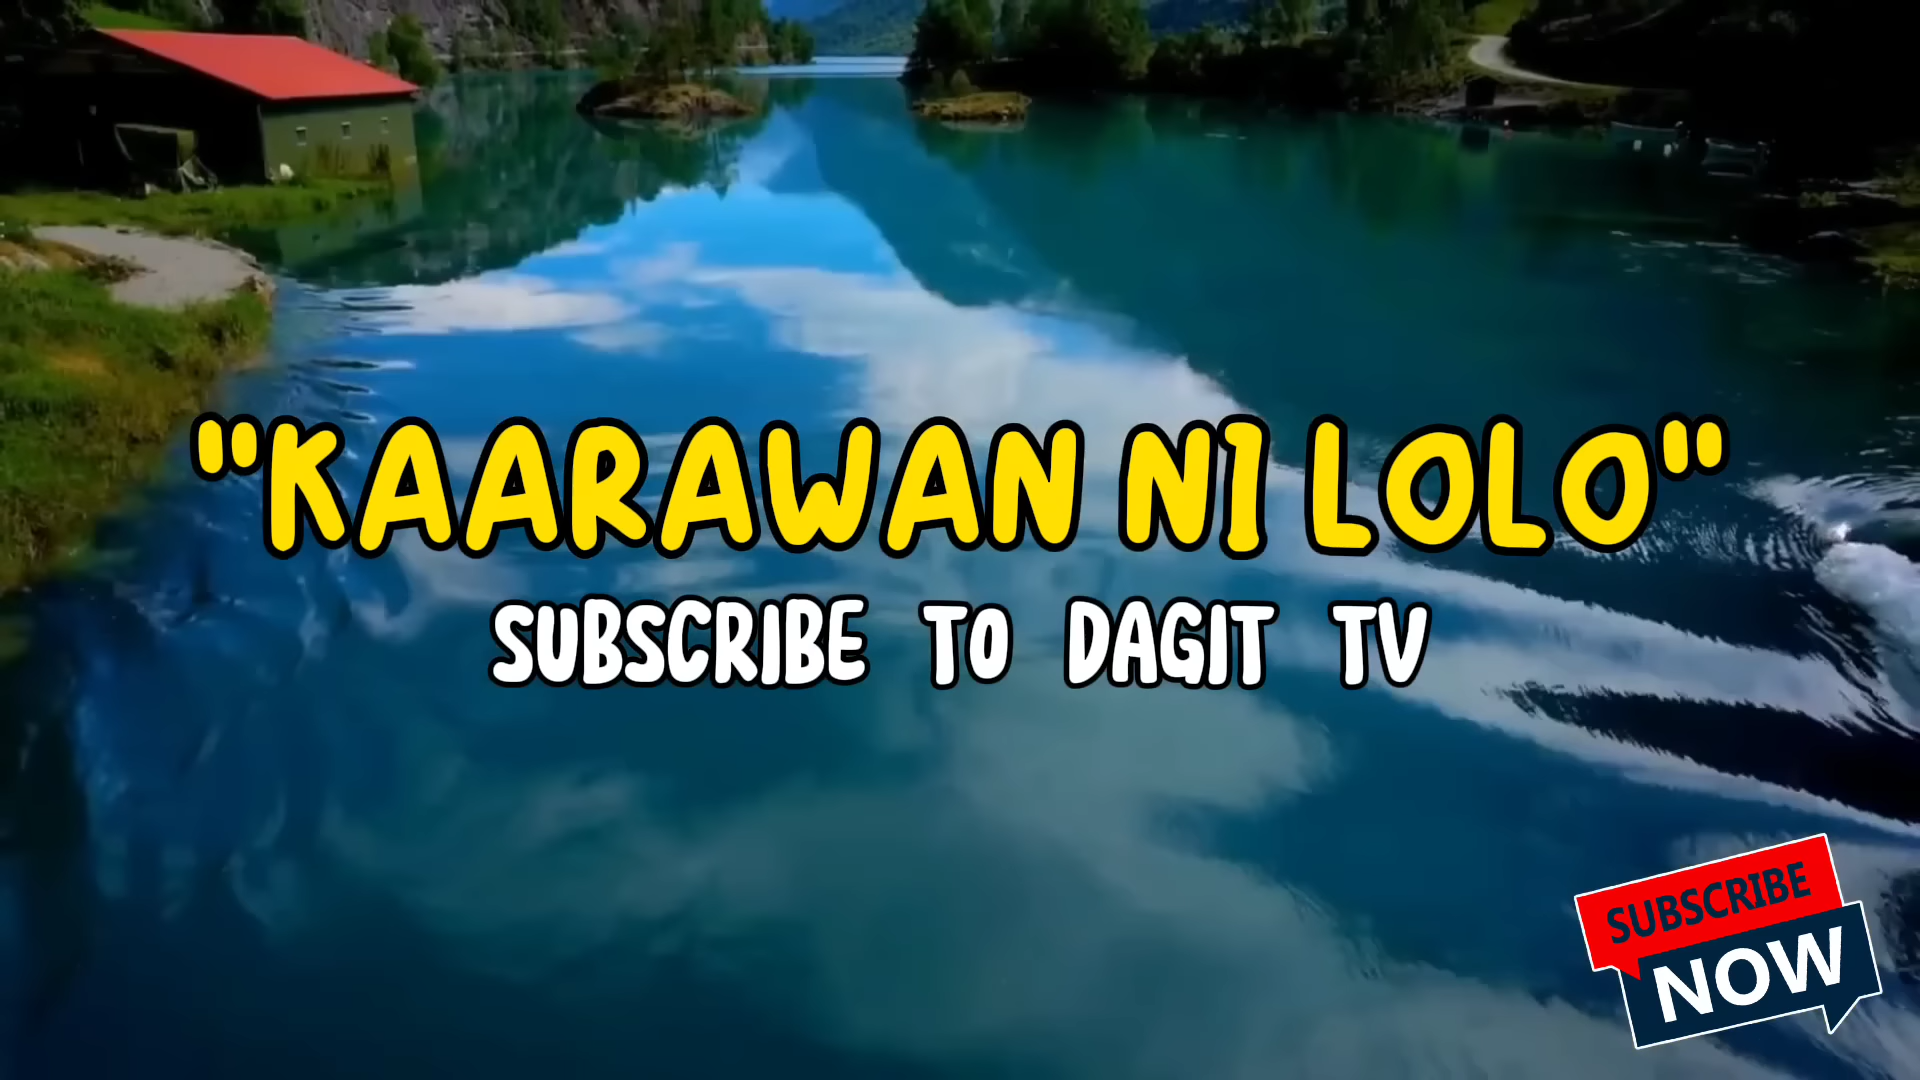 "KAARAWAN NI LOLO"
SUBSCRIBE TO DAGIT TV
SUBSCRIBE
NOW